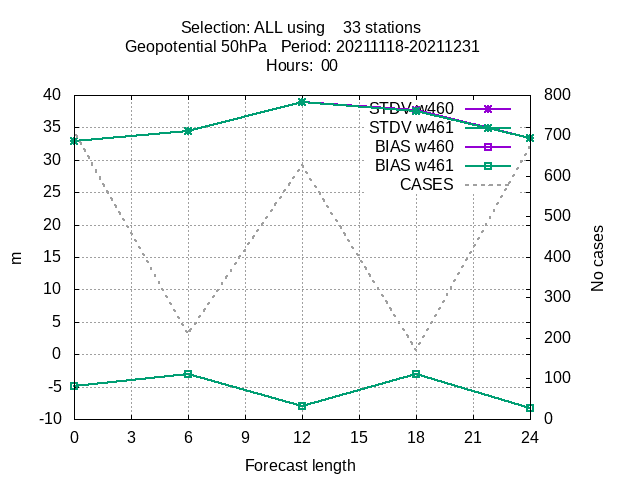 Selection: ALL using    33 stations
Geopotential 50hPa   Period: 20211118-20211231
Hours:  00
40
35
30
25
20
15
10
5
0
-5
-10
m
800
700
600
500
400
300
200
100
0
No cases
STDV w460
STDV w461
BIAS w460
BIAS w461
CASES
0 3 6 9 12 15 18 21 24
Forecast length